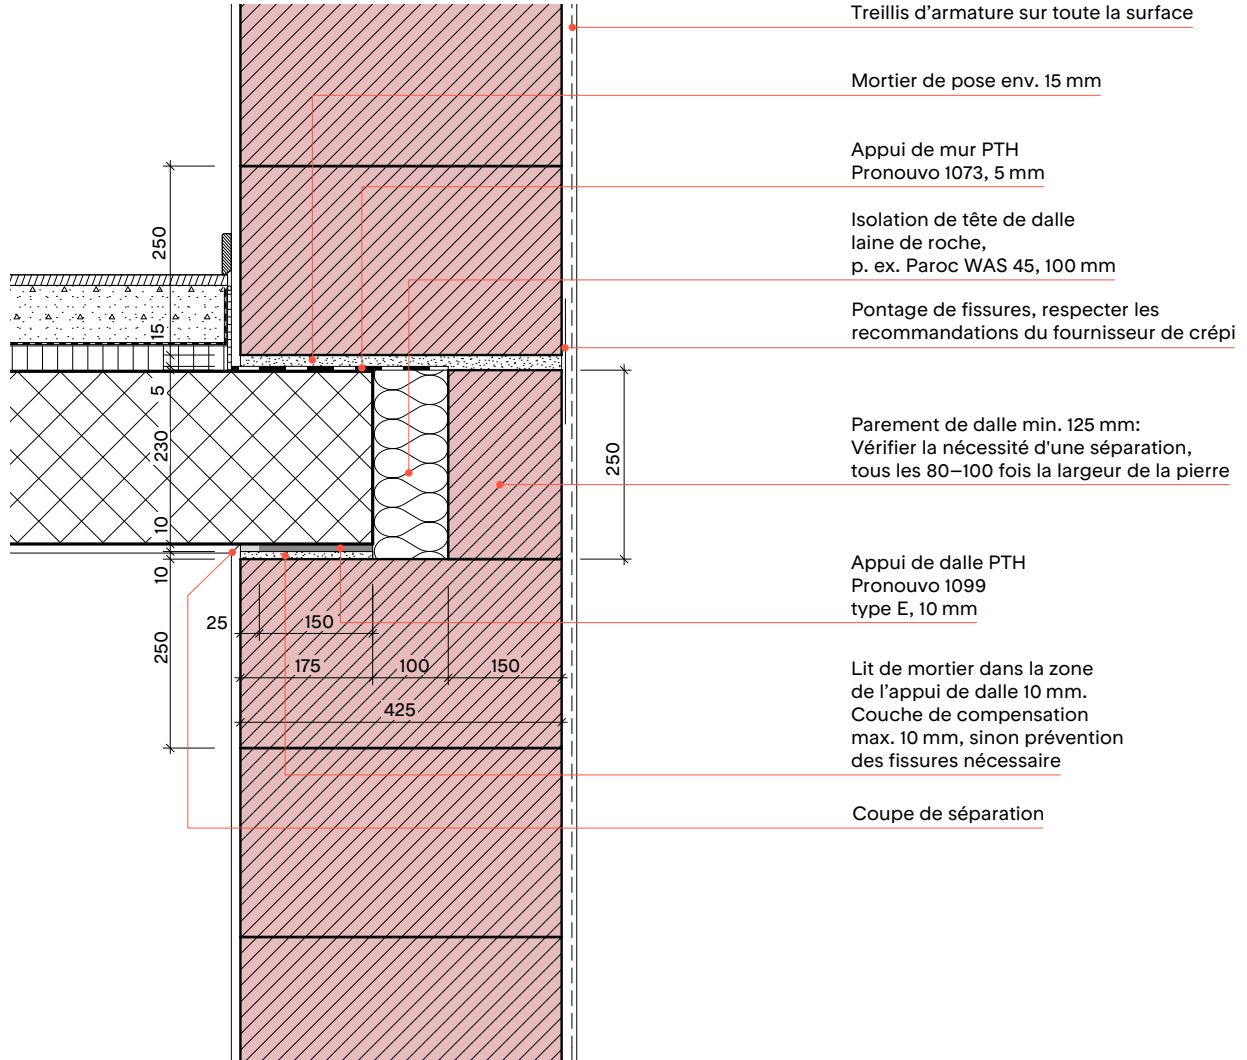 Treillis d'armature sur toute la surface
Mortier de pose env. 15 mm
Appui de mur PTH
Pronouvo 1073, 5 mm
Isolation de tête de dalle
laine de roche,
p. ex. Paroc WAS 45, 100 mm
Pontage de fissures, respecter les
recommandations du fournisseur de crépi
Parement de dalle min. 125 mm:
Vérifier la nécessité d'une séparation,
tous les 80–100 fois la largeur de la pierre
Appui de dalle PTH
Pronouvo 1099
type E, 10 mm
Lit de mortier dans la zone
de l’appui de dalle 10 mm.
Couche de compensation
max. 10 mm, sinon prévention
des fissures nécessaire
Coupe de séparation
250
15
5
230
10
10
250
250
25
150
175
100
150
425